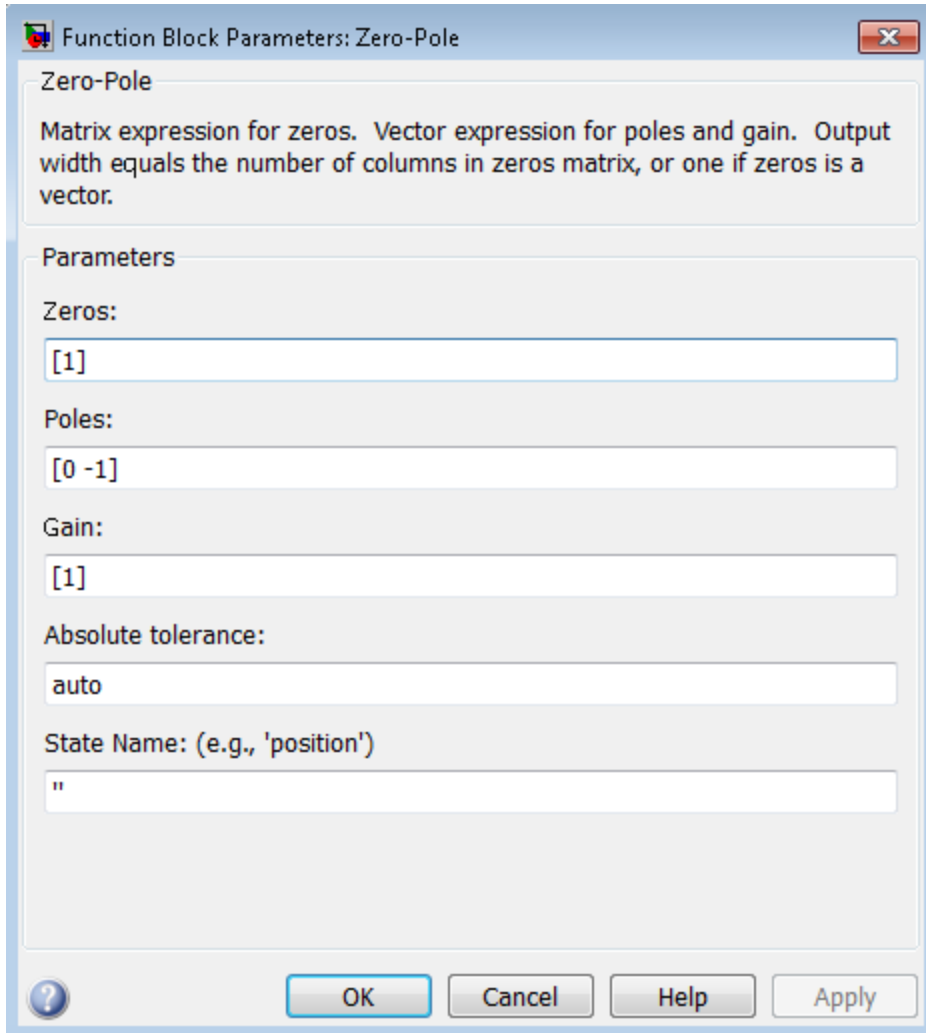 Function Block Parameters: Zero-Pole
Zero-Pole
Matrix expression for zeros.  Vector expression for poles and gain.  Output
width equals the number of columns in zeros matrix, or one if zeros is a
vector.
Parameters
Zeros:
[1]
Poles:
[0 -1]
Gain:
[1]
Absolute tolerance:
auto
State Name: (e.g., 'position')
''
? OK Cancel Help Apply